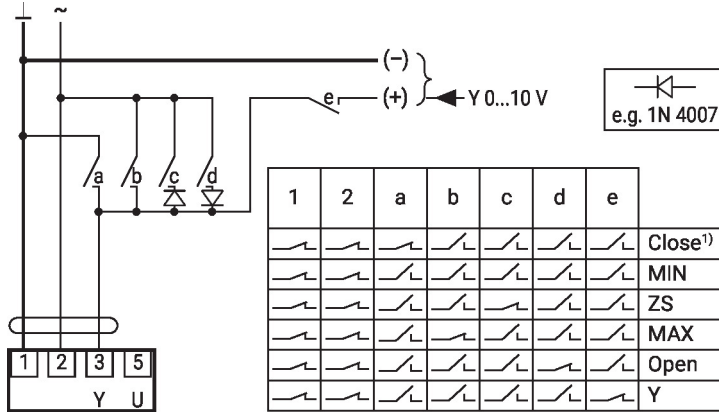 ⊥ ~
(−)
e (+) Y 0...10 V
e.g. 1N 4007
a b c d
1 2 a b c d e
Close¹⁾
MIN
ZS
MAX
Open
Y
1 2 3 5
Y U